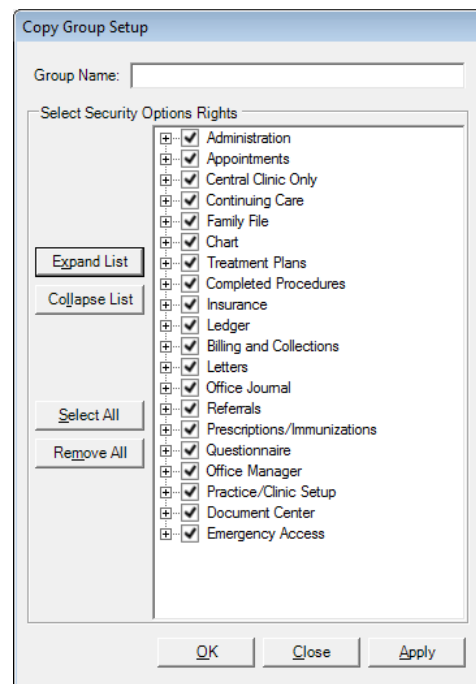 Copy Group Setup
Group Name:
Select Security Options Rights
Administration
Appointments
Central Clinic Only
Continuing Care
Family File
Chart
Treatment Plans
Completed Procedures
Insurance
Ledger
Billing and Collections
Letters
Office Journal
Referrals
Prescriptions/Immunizations
Questionnaire
Office Manager
Practice/Clinic Setup
Document Center
Emergency Access
Expand List
Collapse List
Select All
Remove All
OK Close Apply